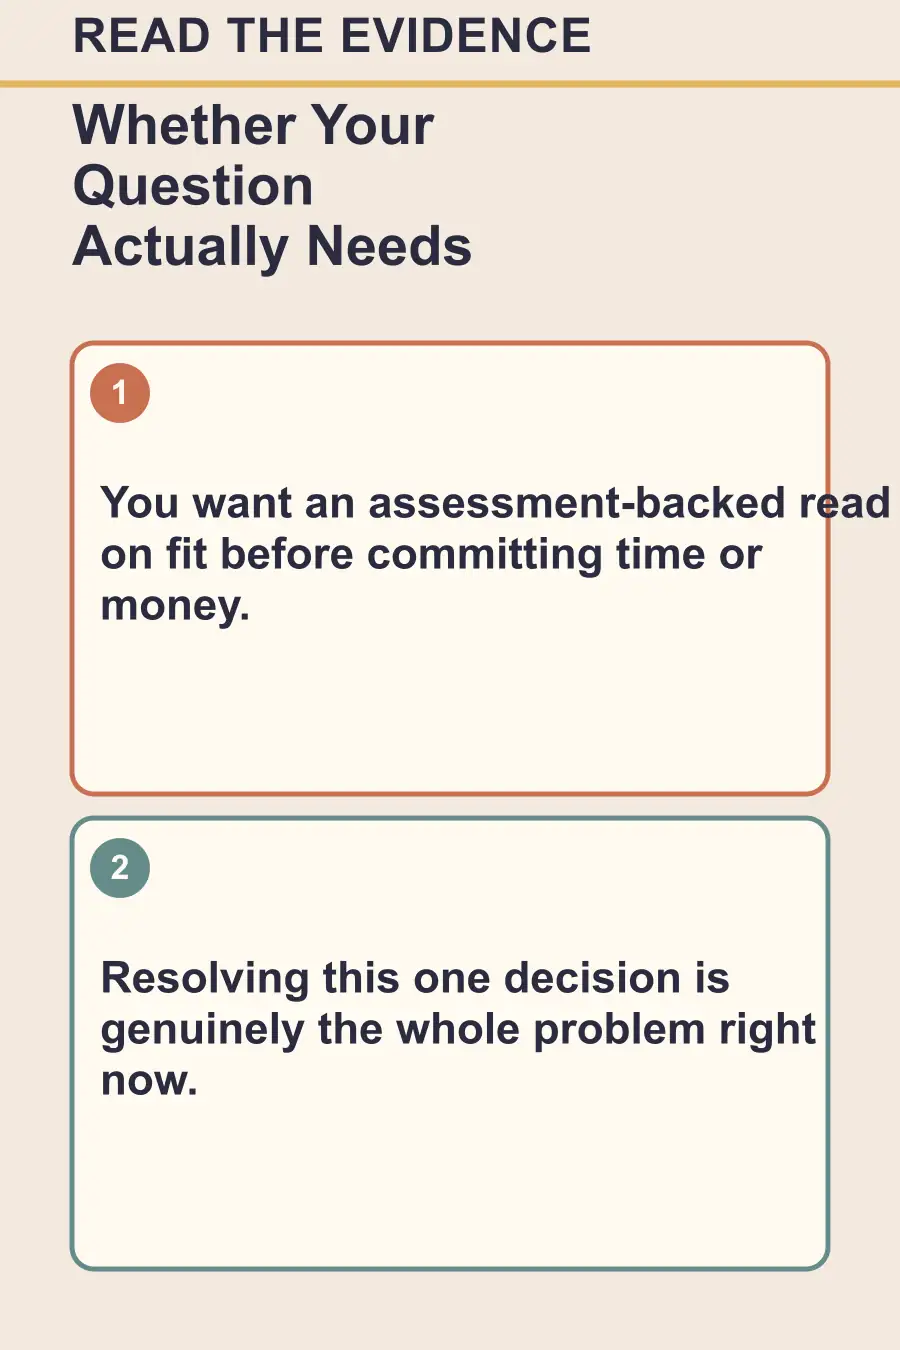 READ THE EVIDENCE
Whether Your
Question
Actually Needs
1
You want an assessment-backed read
on fit before committing time or
money.
2
Resolving this one decision is
genuinely the whole problem right
now.